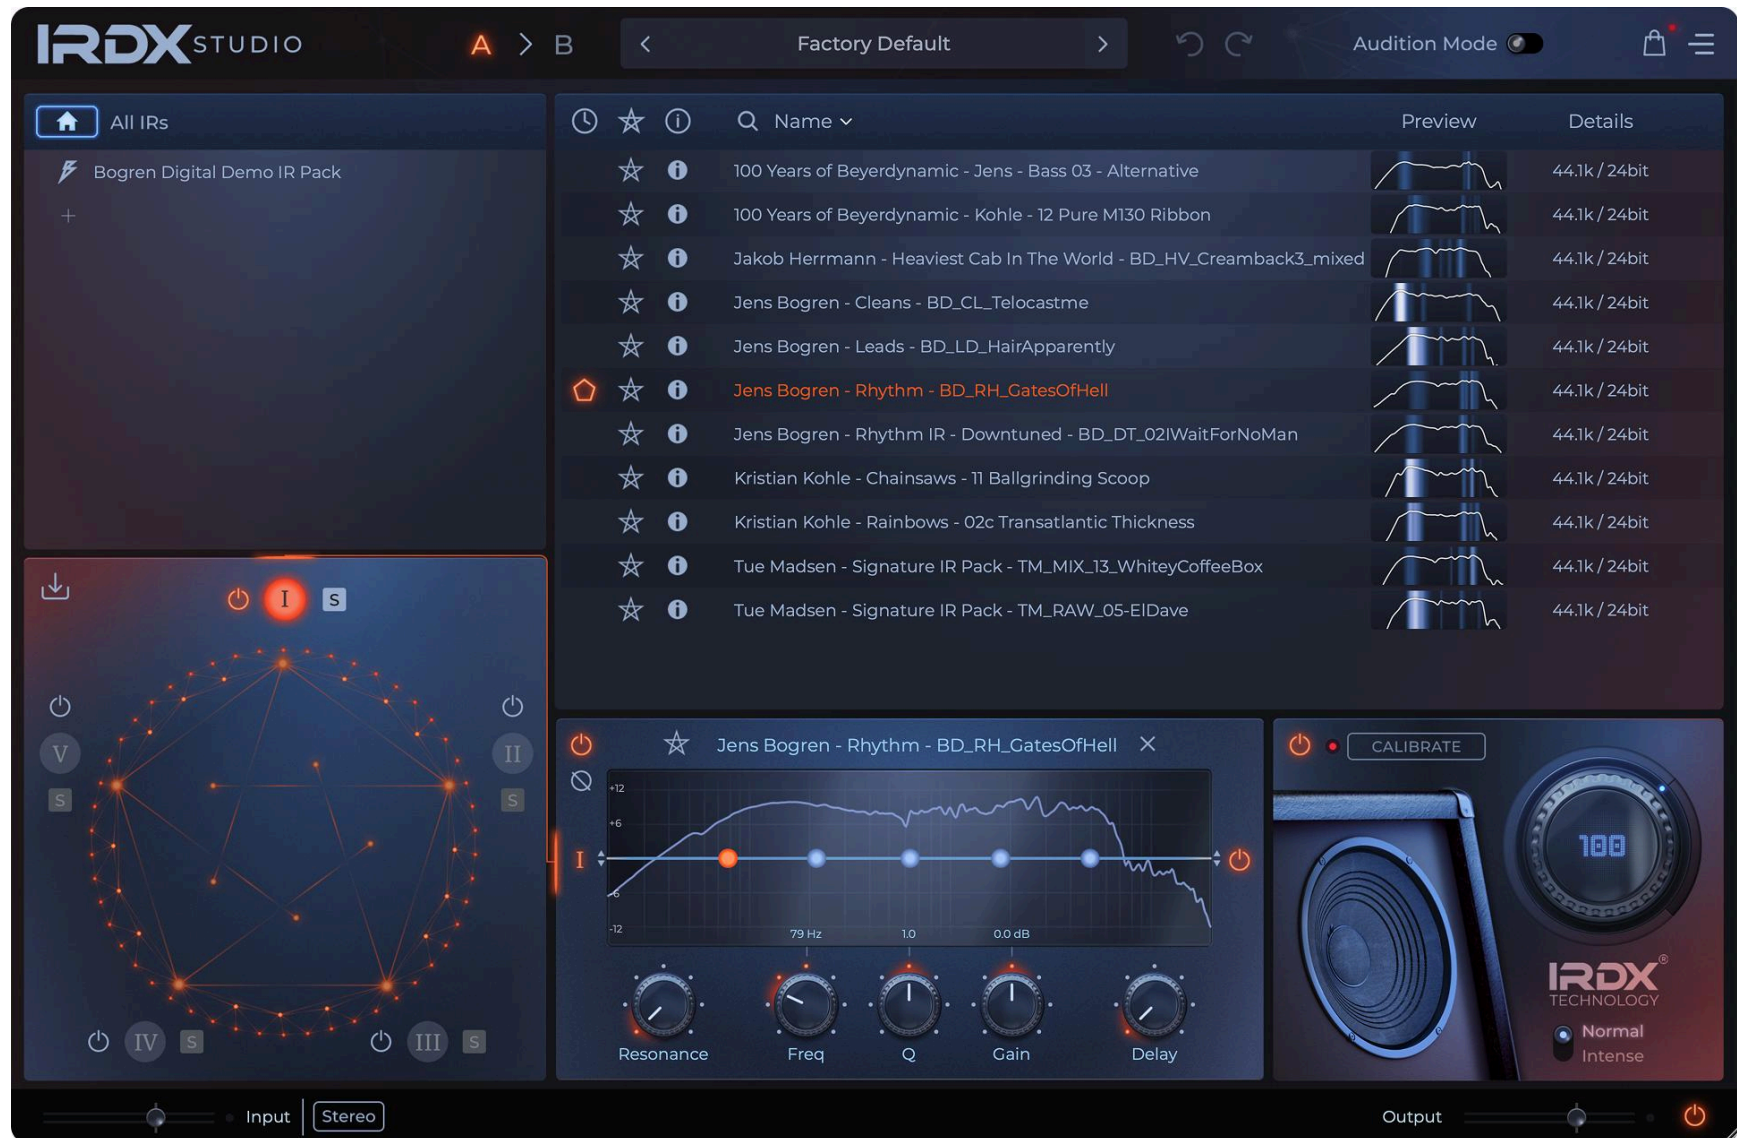 IRDX STUDIO
A > B
Factory Default
Audition Mode
All IRs
Bogren Digital Demo IR Pack
Name
Preview
Details
100 Years of Beyerdynamic - Jens - Bass 03 - Alternative
44.1k / 24bit
100 Years of Beyerdynamic - Kohle - 12 Pure M130 Ribbon
44.1k / 24bit
Jakob Herrmann - Heaviest Cab In The World - BD_HV_Creamback3_mixed
44.1k / 24bit
Jens Bogren - Cleans - BD_CL_Telocastme
44.1k / 24bit
Jens Bogren - Leads - BD_LD_HairApparently
44.1k / 24bit
Jens Bogren - Rhythm - BD_RH_GatesOfHell
44.1k / 24bit
Jens Bogren - Rhythm IR - Downtuned - BD_DT_02IWaitForNoMan
44.1k / 24bit
Kristian Kohle - Chainsaws - 11 Ballgrinding Scoop
44.1k / 24bit
Kristian Kohle - Rainbows - 02c Transatlantic Thickness
44.1k / 24bit
Tue Madsen - Signature IR Pack - TM_MIX_13_WhiteyCoffeeBox
44.1k / 24bit
Tue Madsen - Signature IR Pack - TM_RAW_05-ElDave
44.1k / 24bit
I S
V
S
II
S
IV S
III S
Jens Bogren - Rhythm - BD_RH_GatesOfHell
+12
+6
I
-6
-12
79 Hz
1.0
0.0 dB
Resonance
Freq
Q
Gain
Delay
CALIBRATE
100
IRDX®
TECHNOLOGY
Normal
Intense
Input
Stereo
Output